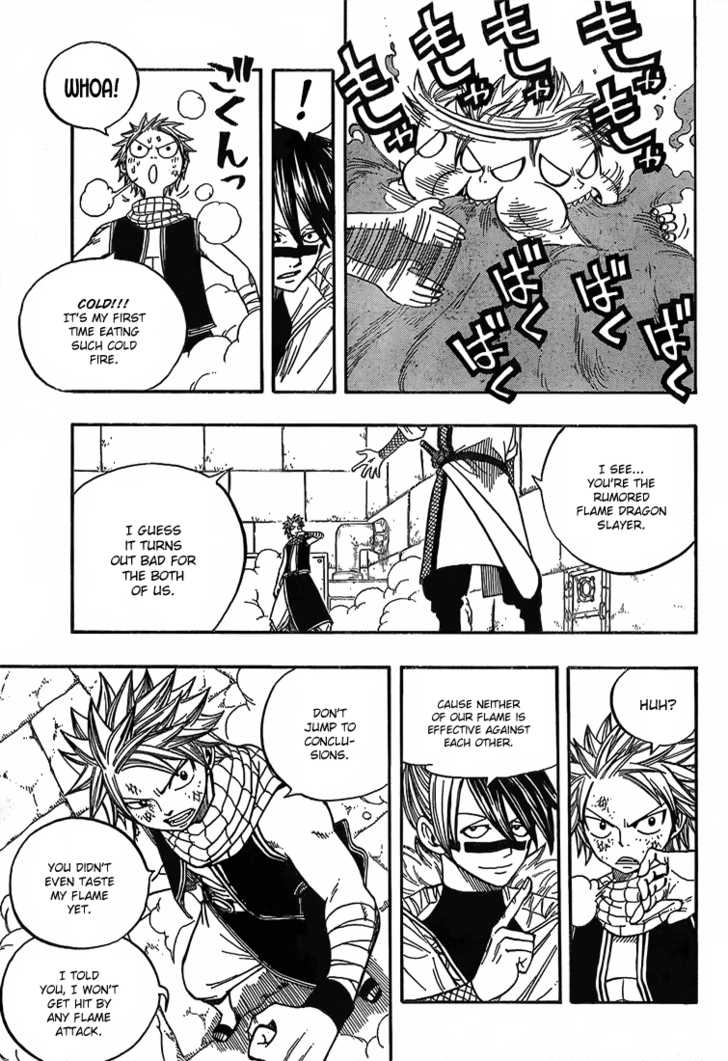 もしゃ
もしゃ
もしゃ
もしゃ
もしゃ
ばく
ばく
ばく
ばく
!
ごくんっ
WHOA!
COLD!!!
IT'S MY FIRST
TIME EATING
SUCH COLD
FIRE.
I SEE...
YOU'RE THE
RUMORED
FLAME DRAGON
SLAYER.
I GUESS
IT TURNS
OUT BAD FOR
THE BOTH
OF US.
HUH?
CAUSE NEITHER
OF OUR FLAME IS
EFFECTIVE AGAINST
EACH OTHER.
DON'T
JUMP TO
CONCLU-
SIONS.
YOU DIDN'T
EVEN TASTE
MY FLAME
YET.
I TOLD
YOU, I WON'T
GET HIT BY
ANY FLAME
ATTACK.